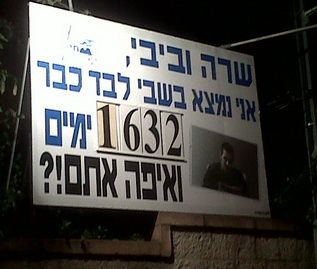 שרה וביבי,
אני נמצא בשבי לבד כבר
1632 ימים
ואיפה אתם!?